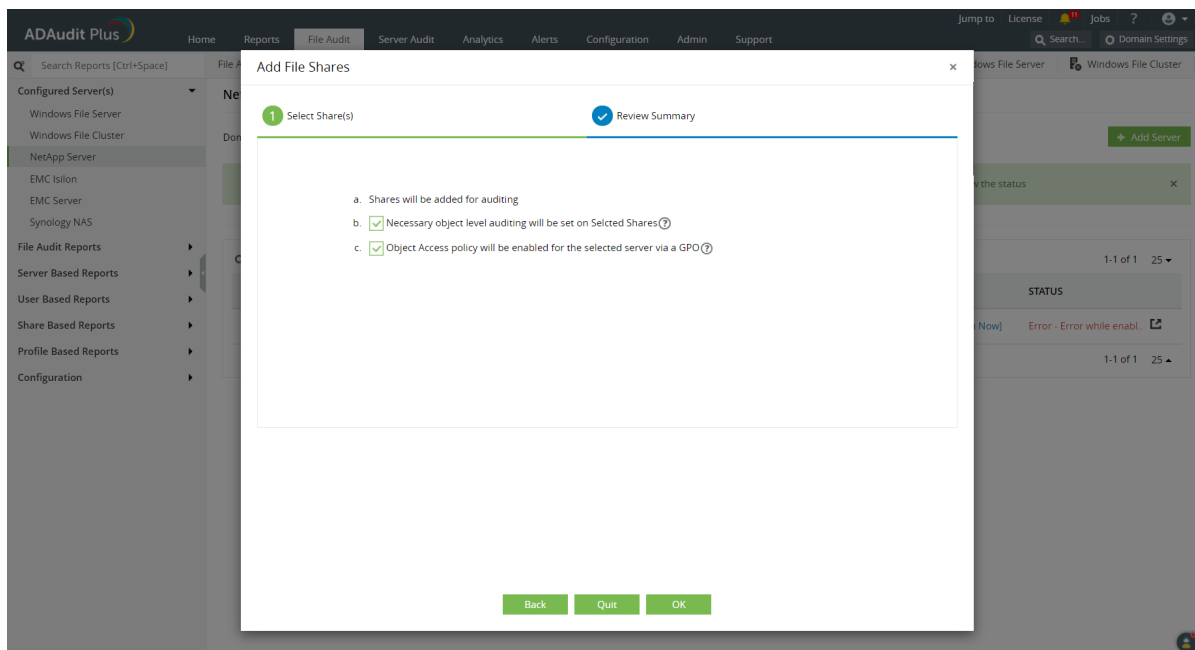 Jump to License 11 Jobs ?
ADAudit Plus
Home Reports File Audit Server Audit Analytics Alerts Configuration Admin Support
Search... Domain Settings
Search Reports [Ctrl+Space]
File A
Add File Shares
×
dows File Server Windows File Cluster
Configured Server(s)
Ne
Windows File Server
1 Select Share(s)
Review Summary
Windows File Cluster
Don
+ Add Server
NetApp Server
EMC Isilon
w the status ×
EMC Server
a. Shares will be added for auditing
Synology NAS
b. Necessary object level auditing will be set on Selcted Shares ?
File Audit Reports
c. Object Access policy will be enabled for the selected server via a GPO ?
C
1-1 of 1 25
Server Based Reports
User Based Reports
STATUS
Share Based Reports
Now] Error - Error while enabl..
Profile Based Reports
1-1 of 1 25
Configuration
Back Quit OK